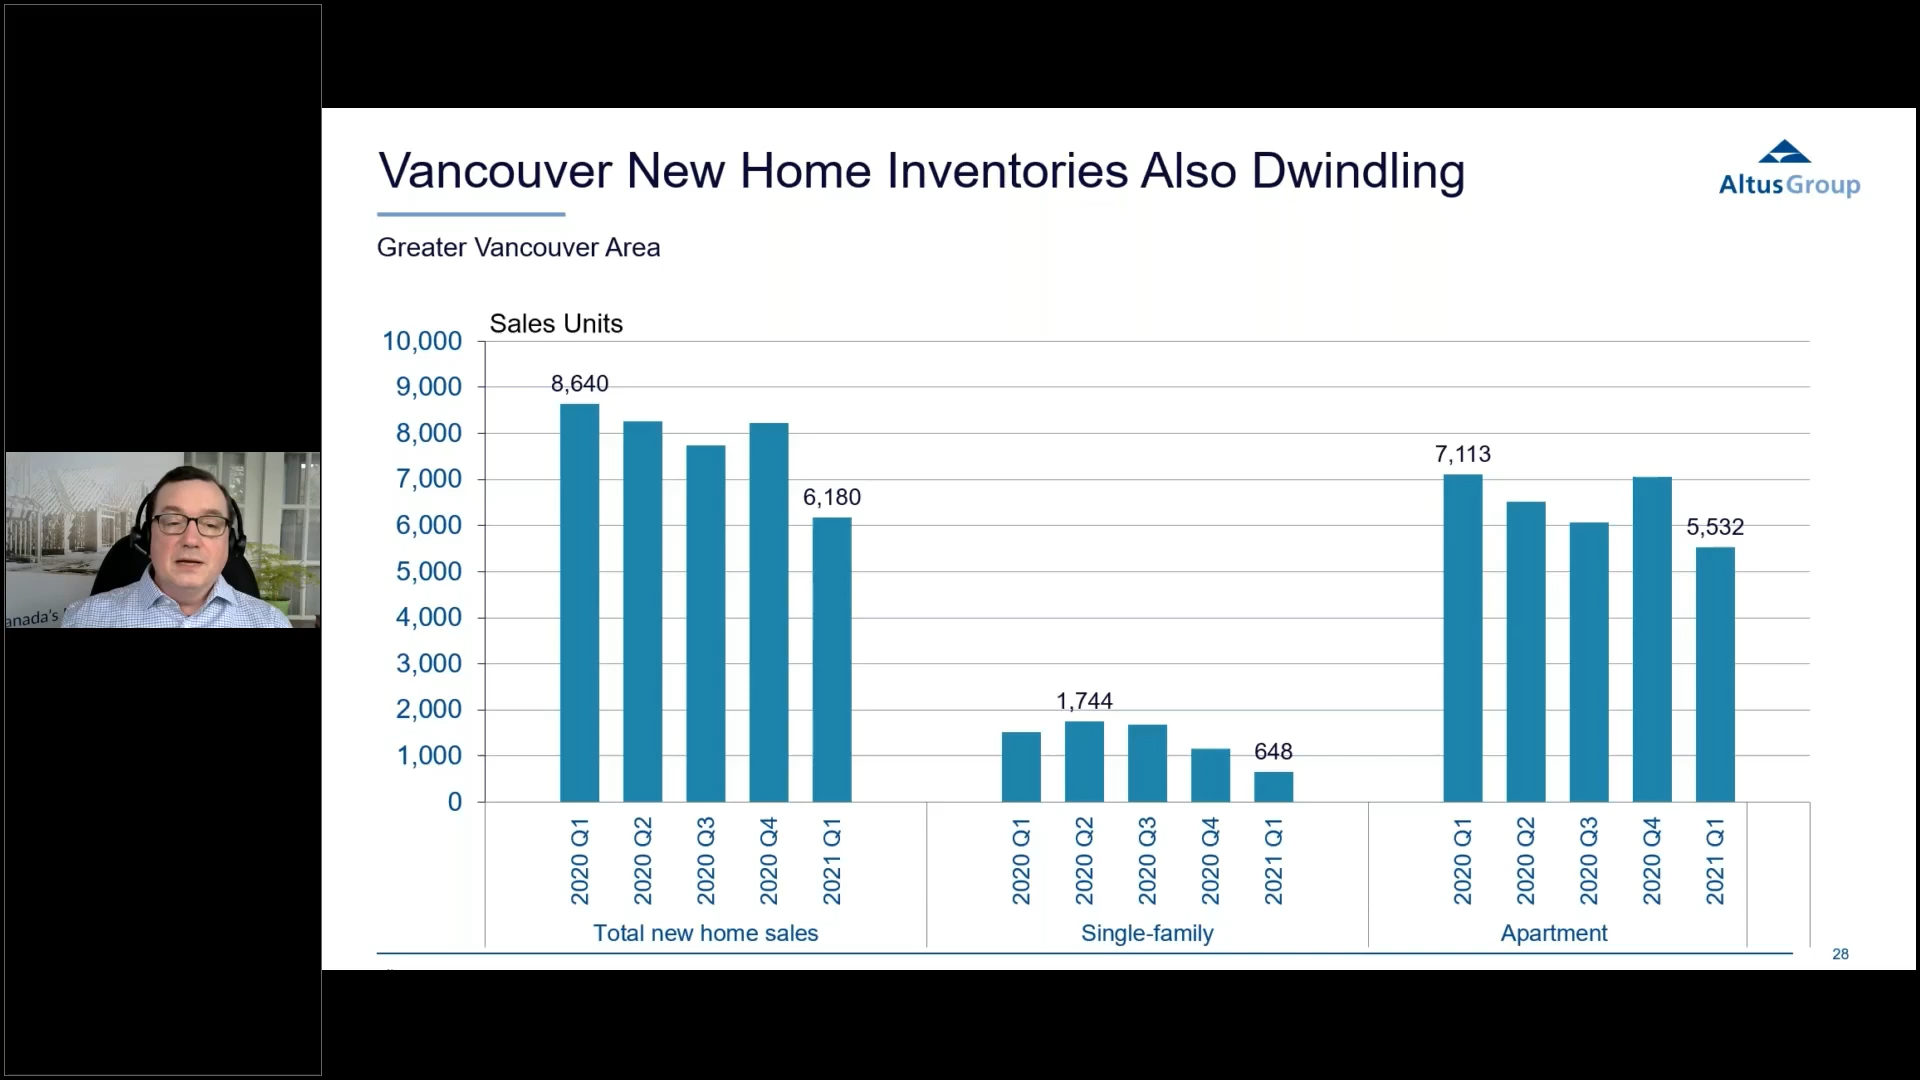 Vancouver New Home Inventories Also Dwindling
AltusGroup
Greater Vancouver Area
Sales Units
10,000
9,000
8,000
7,000
6,000
5,000
4,000
3,000
2,000
1,000
0
8,640
6,180
1,744
648
7,113
5,532
2020 Q1
2020 Q2
2020 Q3
2020 Q4
2021 Q1
2020 Q1
2020 Q2
2020 Q3
2020 Q4
2021 Q1
2020 Q1
2020 Q2
2020 Q3
2020 Q4
2021 Q1
Total new home sales
Single-family
Apartment
28
anada's